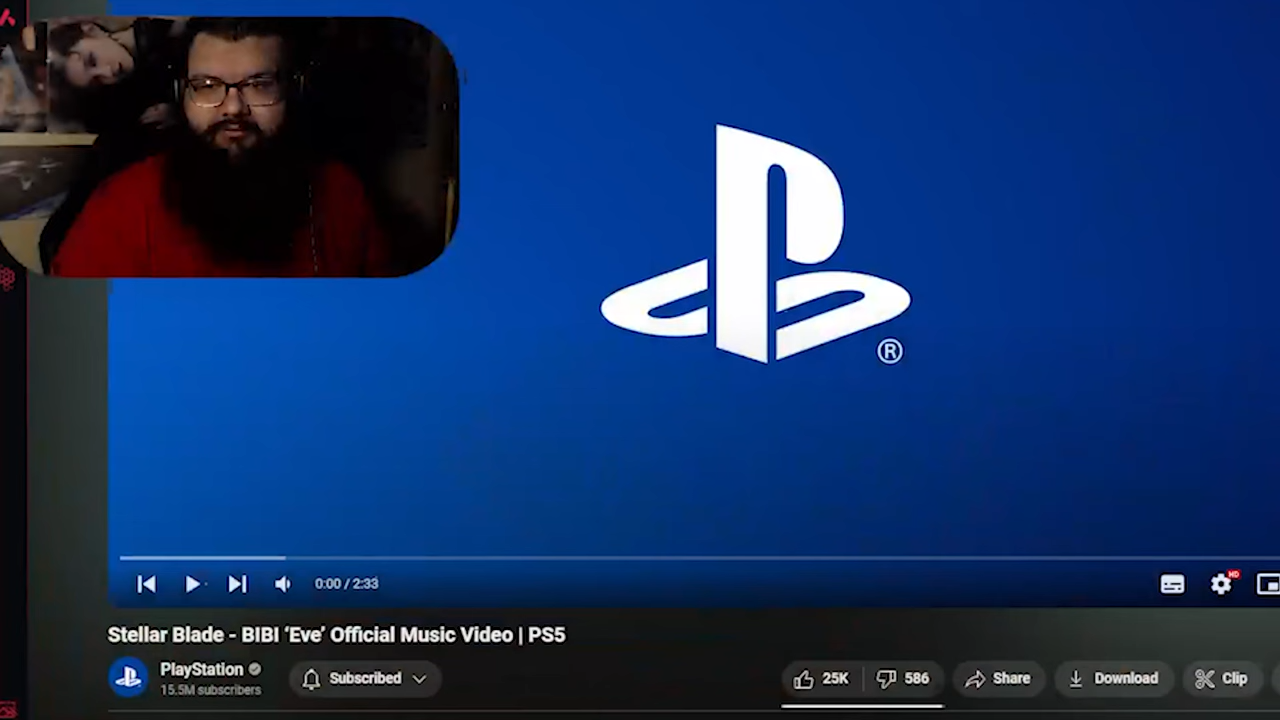 ®
HD
0:00 / 2:33
Stellar Blade - BIBI ‘Eve’ Official Music Video | PS5
PlayStation
15.5M subscribers
Subscribed
25K
586
Share
Download
Clip